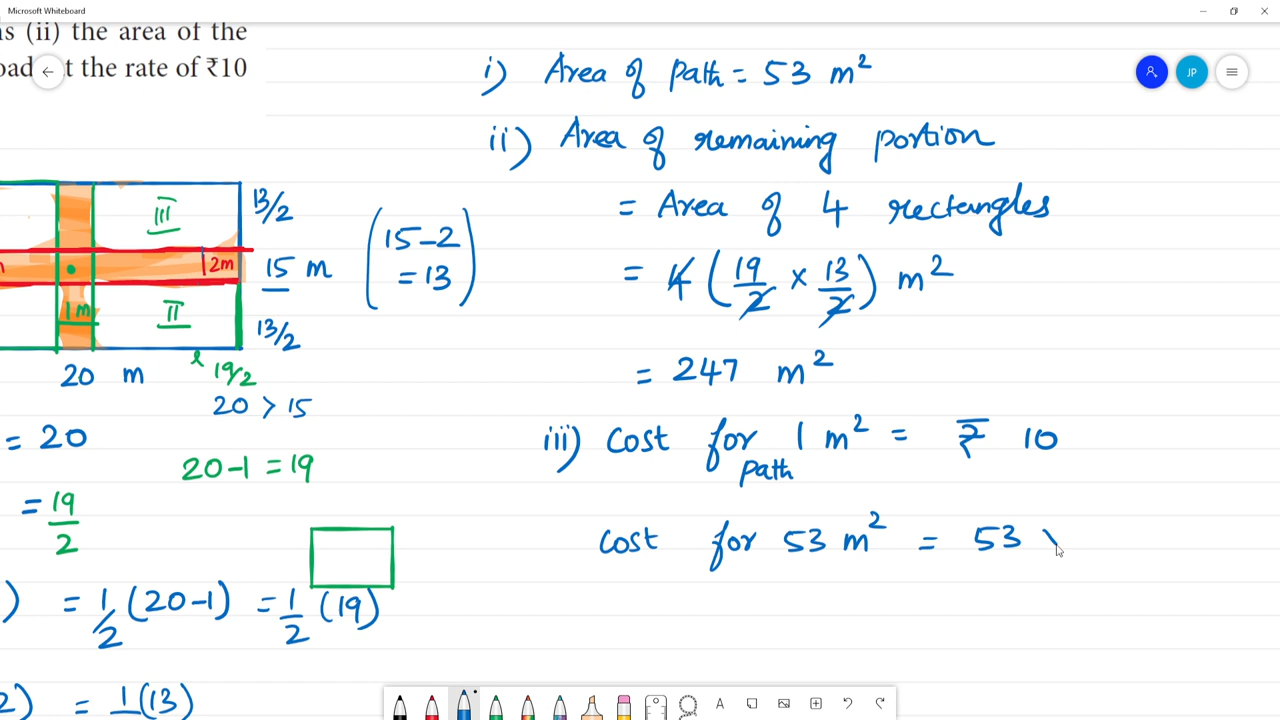 Microsoft Whiteboard
s (ii) the area of the
oad at the rate of ₹10
JP
i) Area of path = 53 m²
ii) Area of remaining portion
= Area of 4 rectangles
= 4 (19/2 × 13/2) m²
= 247 m²
iii) Cost for 1 m² = ₹ 10
path
Cost for 53 m² = 53
III
13/2
2m
15 m
(15-2
= 13)
1m
II
13/2
20 m
l 19/2
20 > 15
= 20
20-1 = 19
= 19/2
) = 1/2 (20-1) = 1/2 (19)
2) = 1 (13)
A